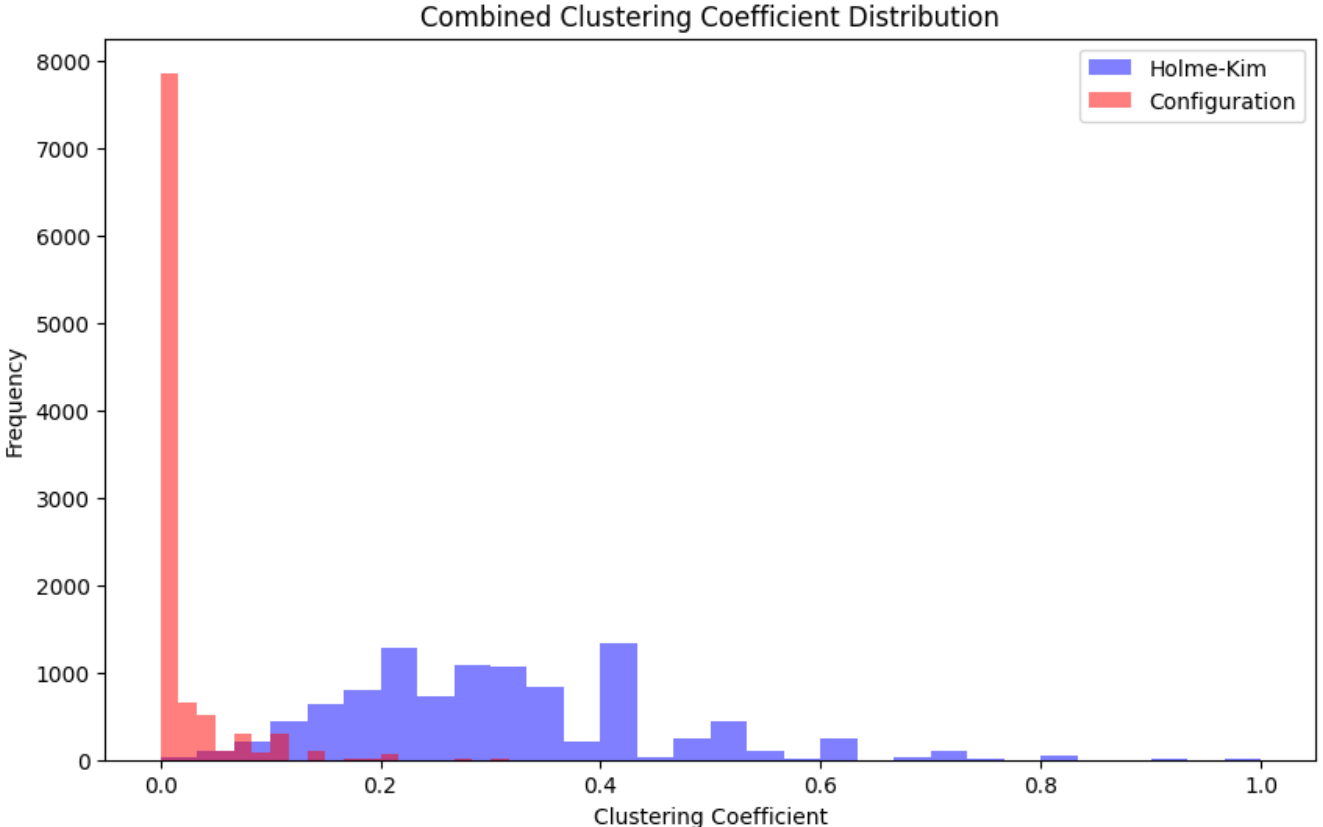 Combined Clustering Coefficient Distribution
Holme-Kim
Configuration
8000
7000
6000
5000
4000
3000
2000
1000
0
Frequency
0.0 0.2 0.4 0.6 0.8 1.0
Clustering Coefficient